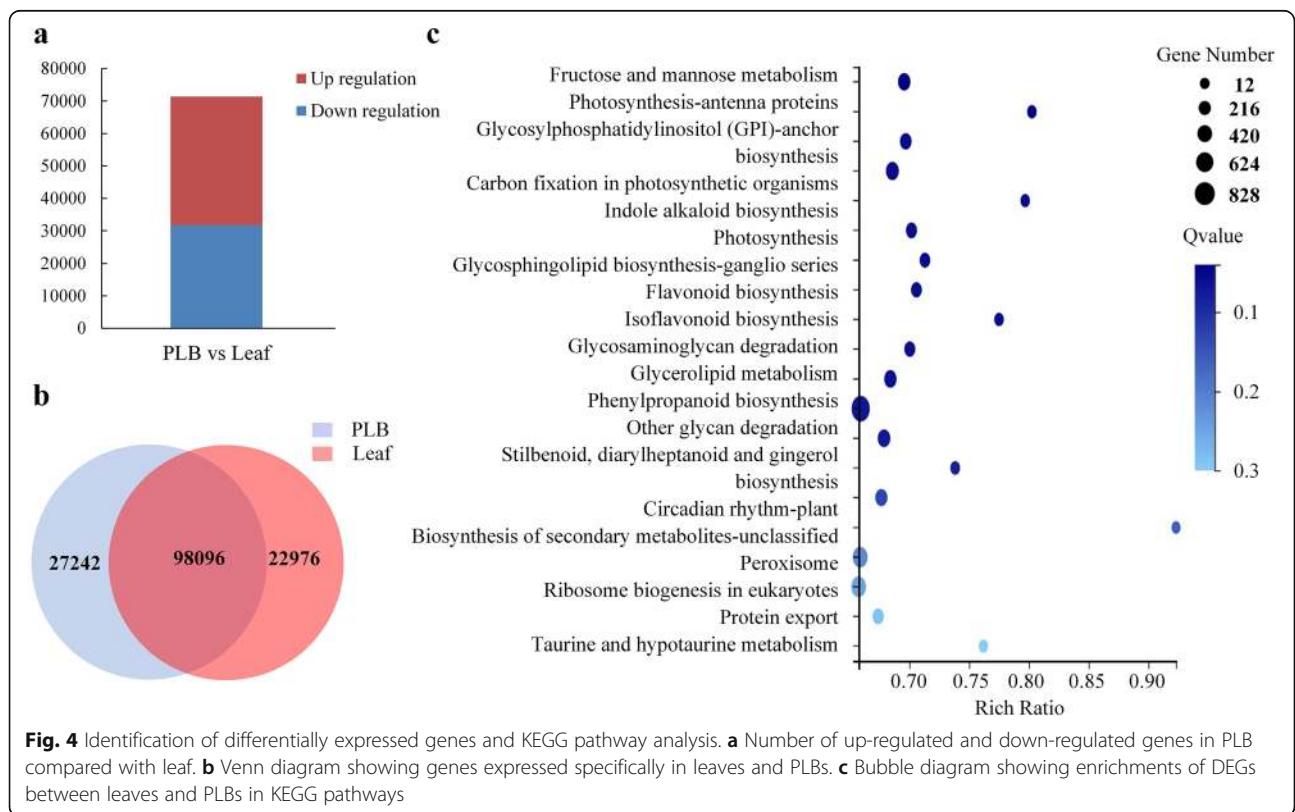 a
80000
70000
60000
50000
40000
30000
20000
10000
0
Up regulation
Down regulation
PLB vs Leaf
b
PLB
Leaf
27242
98096
22976
c
Fructose and mannose metabolism
Photosynthesis-antenna proteins
Glycosylphosphatidylinositol (GPI)-anchor
biosynthesis
Carbon fixation in photosynthetic organisms
Indole alkaloid biosynthesis
Photosynthesis
Glycosphingolipid biosynthesis-ganglio series
Flavonoid biosynthesis
Isoflavonoid biosynthesis
Glycosaminoglycan degradation
Glycerolipid metabolism
Phenylpropanoid biosynthesis
Other glycan degradation
Stilbenoid, diarylheptanoid and gingerol
biosynthesis
Circadian rhythm-plant
Biosynthesis of secondary metabolites-unclassified
Peroxisome
Ribosome biogenesis in eukaryotes
Protein export
Taurine and hypotaurine metabolism
0.70 0.75 0.80 0.85 0.90
Rich Ratio
Gene Number
12
216
420
624
828
Qvalue
0.1
0.2
0.3
Fig. 4 Identification of differentially expressed genes and KEGG pathway analysis. a Number of up-regulated and down-regulated genes in PLB
compared with leaf. b Venn diagram showing genes expressed specifically in leaves and PLBs. c Bubble diagram showing enrichments of DEGs
between leaves and PLBs in KEGG pathways